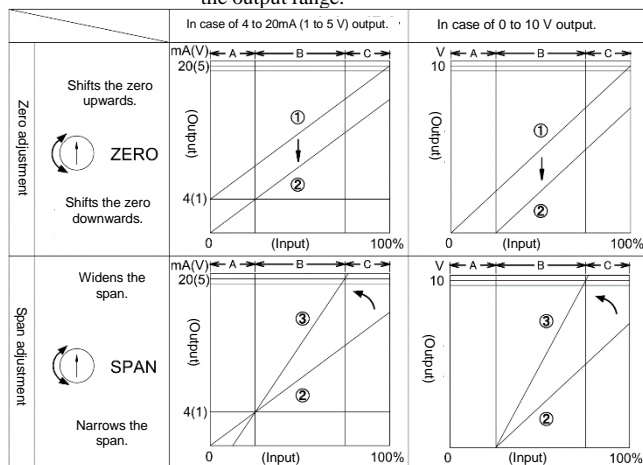 the output range.
In case of 4 to 20mA (1 to 5 V) output.
In case of 0 to 10 V output.
Zero adjustment
Shifts the zero
upwards.
ZERO
Shifts the zero
downwards.
mA(V)
A B C
20(5)
(Output)
①
②
4(1)
0 (Input) 100%
V
A B C
10
(Output)
①
②
0 (Input) 100%
Span adjustment
Widens the
span.
SPAN
Narrows the
span.
mA(V)
A B C
20(5)
(Output)
③
②
4(1)
0 (Input) 100%
V
A B C
10
(Output)
③
②
0 (Input) 100%